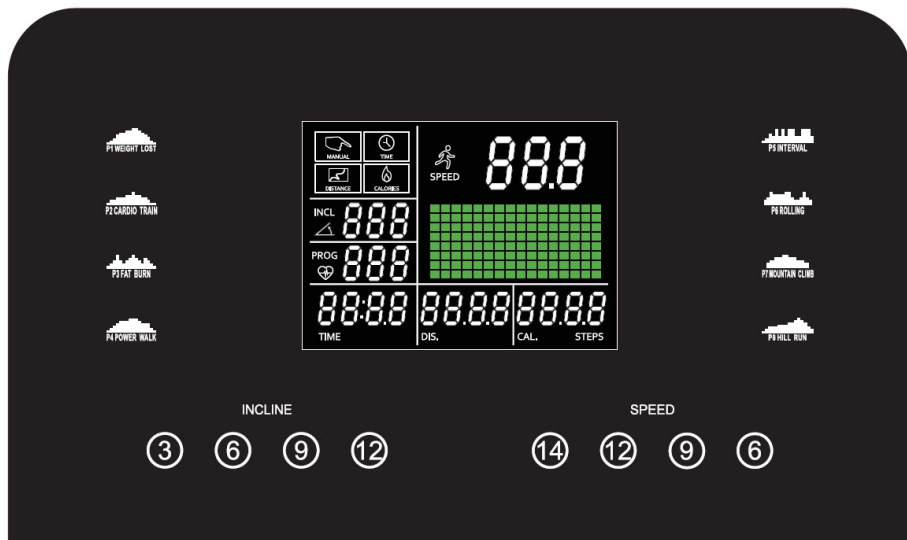 P1 WEIGHT LOST
P2 CARDIO TRAIN
P3 FAT BURN
P4 POWER WALK
MANUAL
TIME
DISTANCE
CALORIES
SPEED
88.8
INCL
888
PROG
888
88:8.8
88.8.8
88.8.8
TIME
DIS.
CAL.
STEPS
P5 INTERVAL
P6 ROLLING
P7 MOUNTAIN CLIMB
P8 HILL RUN
INCLINE
3 6 9 12
SPEED
14 12 9 6